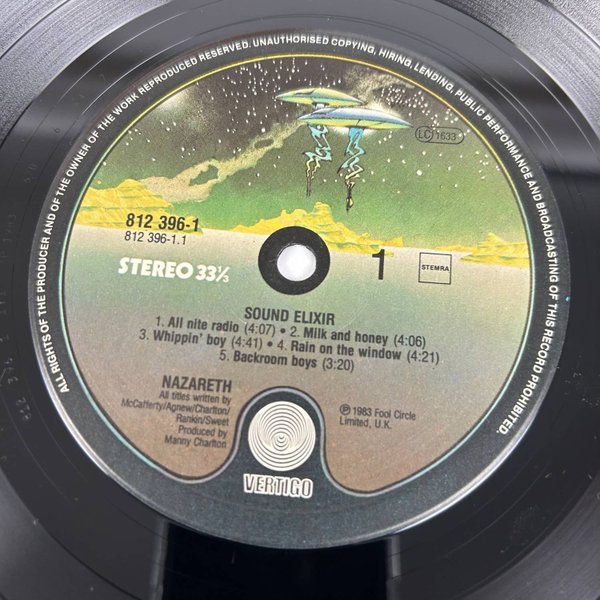 ALL RIGHTS OF THE PRODUCER AND OF THE OWNER OF THE WORK REPRODUCED RESERVED. UNAUTHORISED COPYING, HIRING, LENDING, PUBLIC PERFORMANCE AND BROADCASTING OF THIS RECORD PROHIBITED.
LC 1633
812 396-1
812 396-1.1
STEREO 33⅓
1
STEMRA
SOUND ELIXIR
1. All nite radio (4:07) • 2. Milk and honey (4:06)
3. Whippin' boy (4:41) • 4. Rain on the window (4:21)
5. Backroom boys (3:20)
NAZARETH
All titles written by
McCafferty/Agnew/Charlton/
Rankin/Sweet
Produced by
Manny Charlton
℗ 1983 Fool Circle
Limited, U.K.
VERTIGO